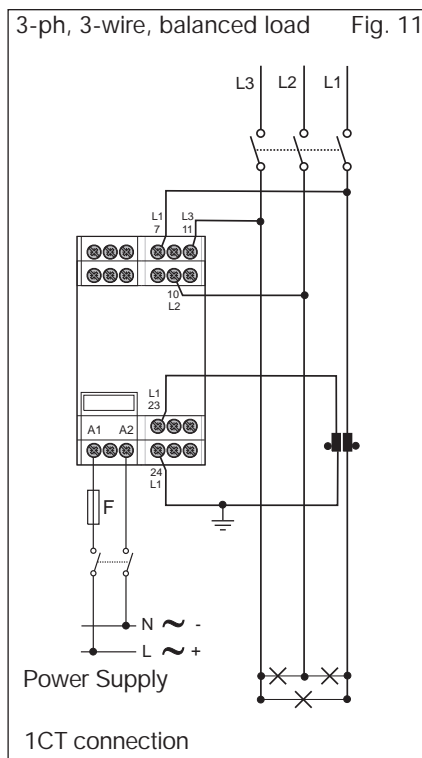 3-ph, 3-wire, balanced load Fig. 11
L3 L2 L1
L1 L3
7 11
10
L2
L1
23
A1 A2
24
L1
F
N ~ -
L ~ +
Power Supply
1CT connection